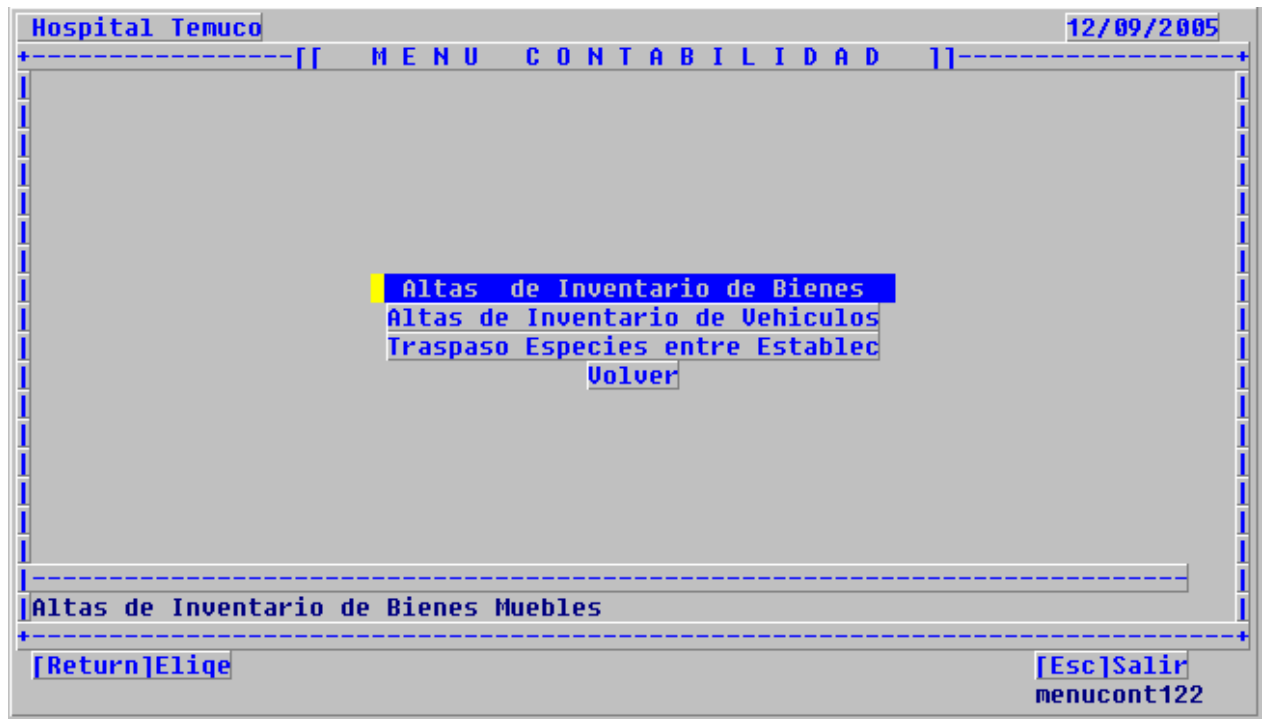 Hospital Temuco 12/09/2005
+-----------------[[ M E N U C O N T A B I L I D A D ]]------------------+
Altas de Inventario de Bienes
Altas de Inventario de Vehiculos
Traspaso Especies entre Establec
Volver
Altas de Inventario de Bienes Muebles
[Return]Elige [Esc]Salir
menucont122